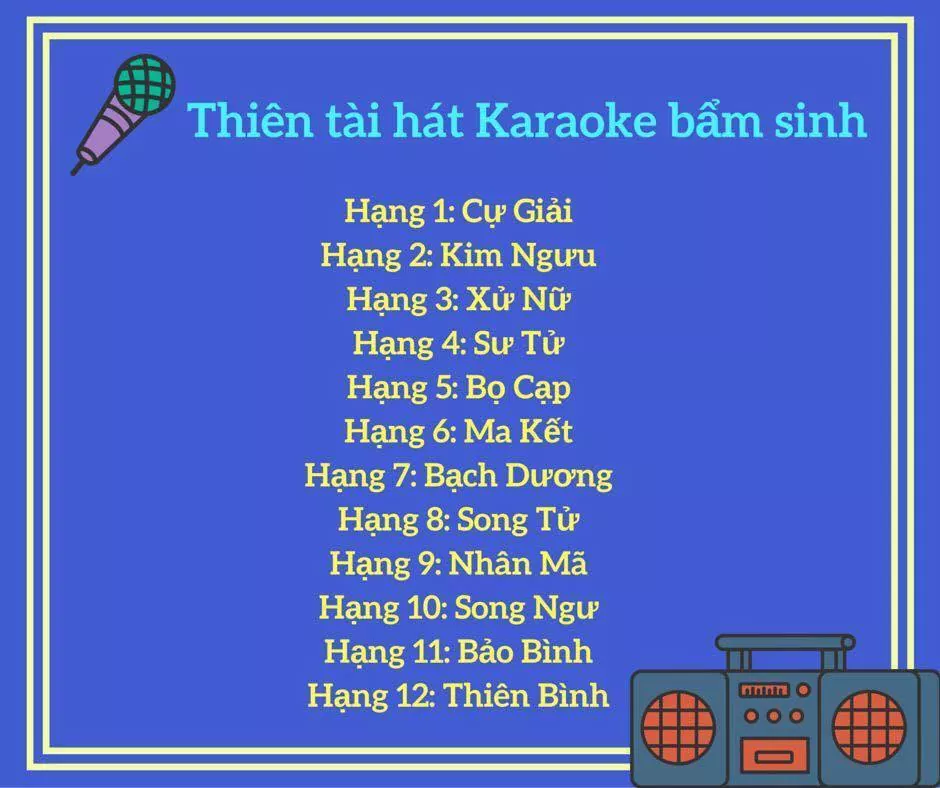 Thiên tài hát Karaoke bẩm sinh
Hạng 1: Cự Giải
Hạng 2: Kim Ngưu
Hạng 3: Xử Nữ
Hạng 4: Sư Tử
Hạng 5: Bọ Cạp
Hạng 6: Ma Kết
Hạng 7: Bạch Dương
Hạng 8: Song Tử
Hạng 9: Nhân Mã
Hạng 10: Song Ngư
Hạng 11: Bảo Bình
Hạng 12: Thiên Bình